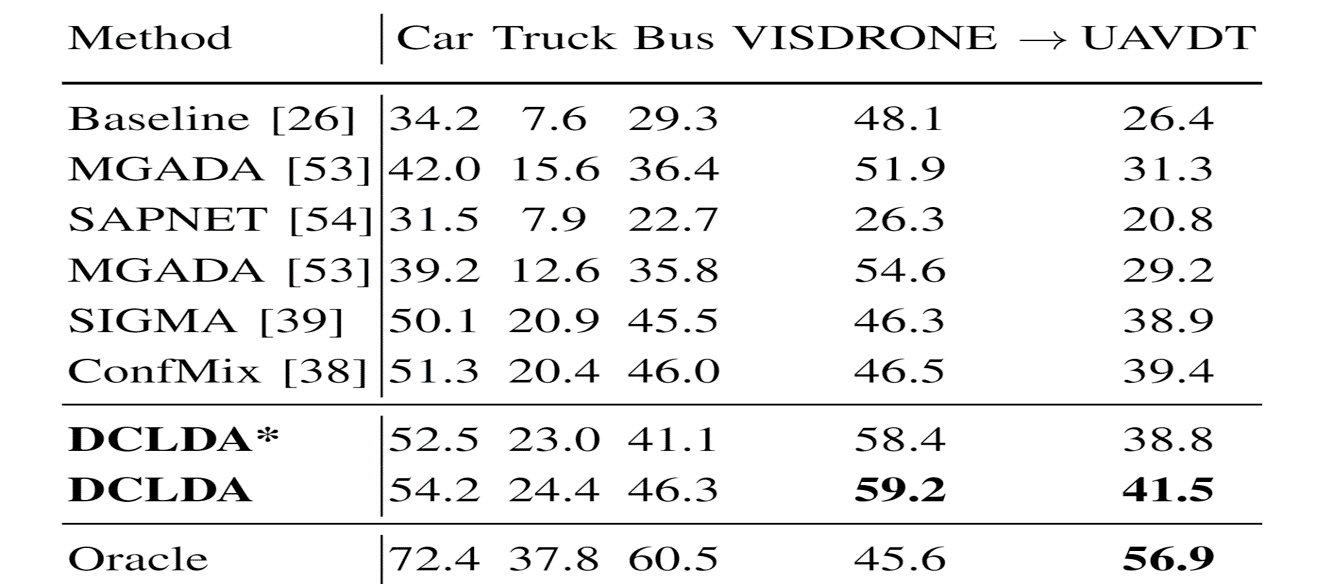 Method Car Truck Bus VISDRONE → UAVDT
Baseline [26] 34.2 7.6 29.3 48.1 26.4
MGADA [53] 42.0 15.6 36.4 51.9 31.3
SAPNET [54] 31.5 7.9 22.7 26.3 20.8
MGADA [53] 39.2 12.6 35.8 54.6 29.2
SIGMA [39] 50.1 20.9 45.5 46.3 38.9
ConfMix [38] 51.3 20.4 46.0 46.5 39.4
DCLDA* 52.5 23.0 41.1 58.4 38.8
DCLDA 54.2 24.4 46.3 59.2 41.5
Oracle 72.4 37.8 60.5 45.6 56.9